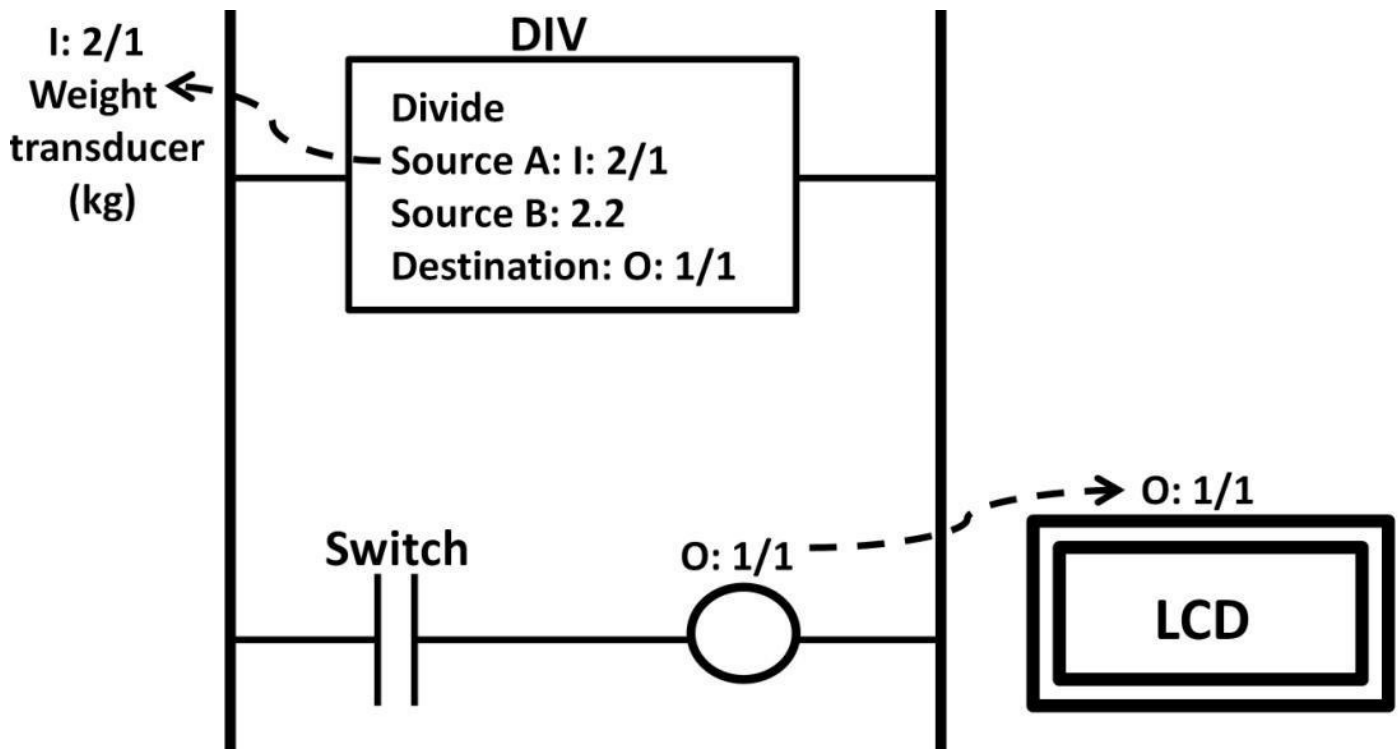 I: 2/1
Weight
transducer
(kg)
DIV
Divide
Source A: I: 2/1
Source B: 2.2
Destination: O: 1/1
Switch
O: 1/1
O: 1/1
LCD